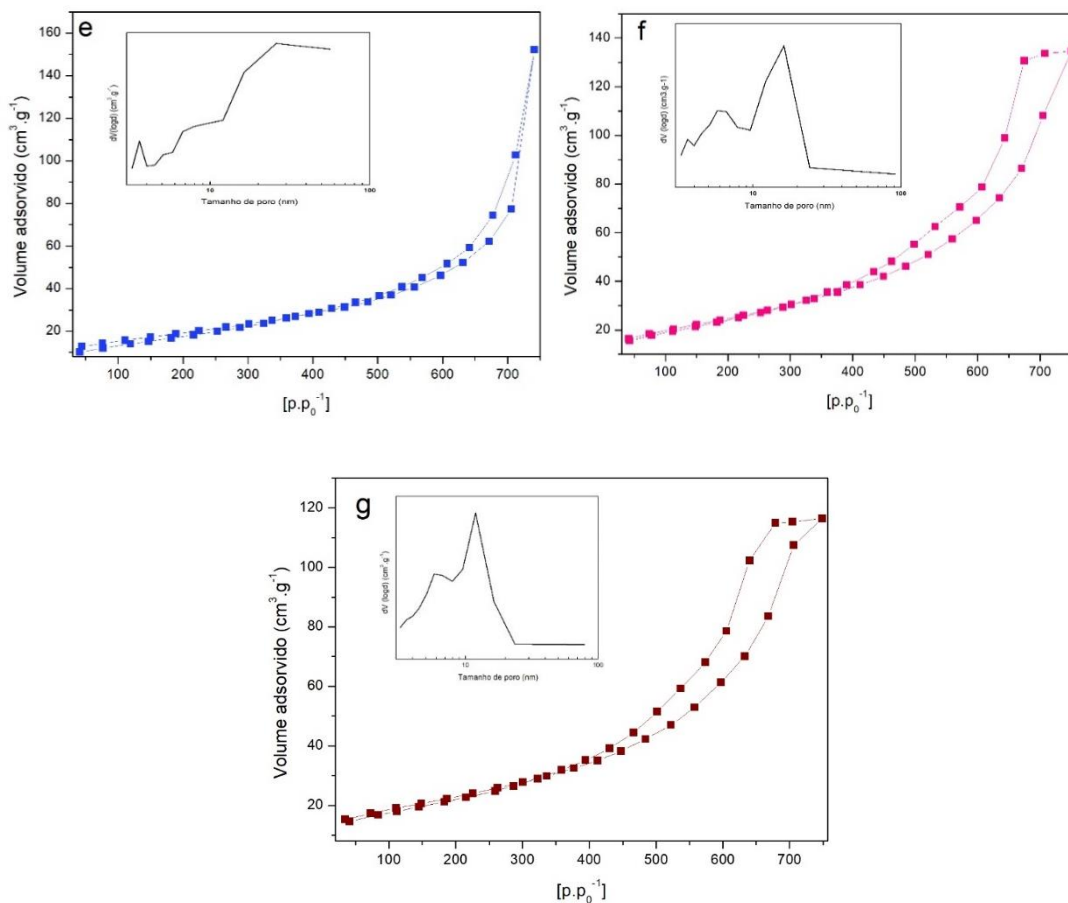 e
160
140
120
100
80
60
40
20
Volume adsorvido (cm³.g⁻¹)
100 200 300 400 500 600 700
[p.p₀⁻¹]
dV(logd) (cm³.g⁻¹)
10 100
Tamanho de poro (nm)
f
140
120
100
80
60
40
20
Volume adsorvido (cm³.g⁻¹)
100 200 300 400 500 600 700
[p.p₀⁻¹]
dV (logd) (cm3.g-1)
10 100
Tamanho de poro (nm)
g
120
100
80
60
40
20
Volume adsorvido (cm³.g⁻¹)
100 200 300 400 500 600 700
[p.p₀⁻¹]
dV (logd) (cm³.g⁻¹)
10 100
Tamanho de poro (nm)